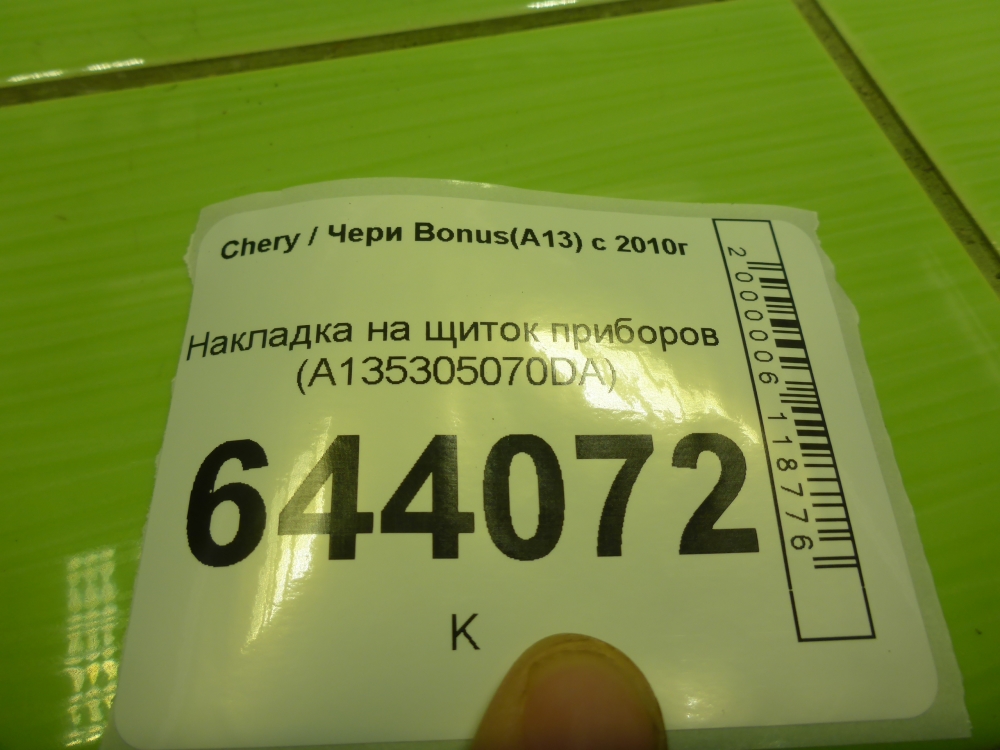 Chery / Чери Bonus(A13) с 2010г
Накладка на щиток приборов
(A135305070DA)
644072
K
2000006118776